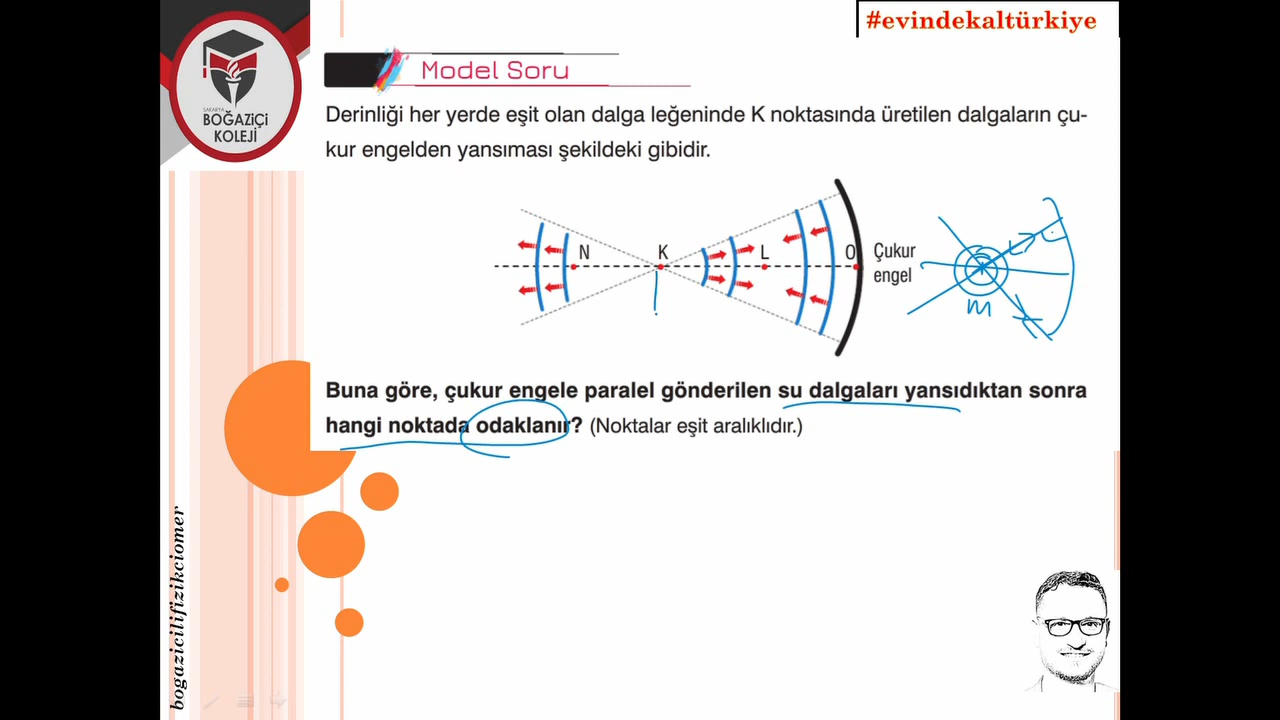 #evindekaltürkiye
SAKARYA
BOĞAZİÇİ
KOLEJİ
Model Soru
Derinliği her yerde eşit olan dalga leğeninde K noktasında üretilen dalgaların çu-
kur engelden yansıması şekildeki gibidir.
N K L O Çukur
engel
m
Buna göre, çukur engele paralel gönderilen su dalgaları yansıdıktan sonra
hangi noktada odaklanır? (Noktalar eşit aralıklıdır.)
bogazicilifizikciomer